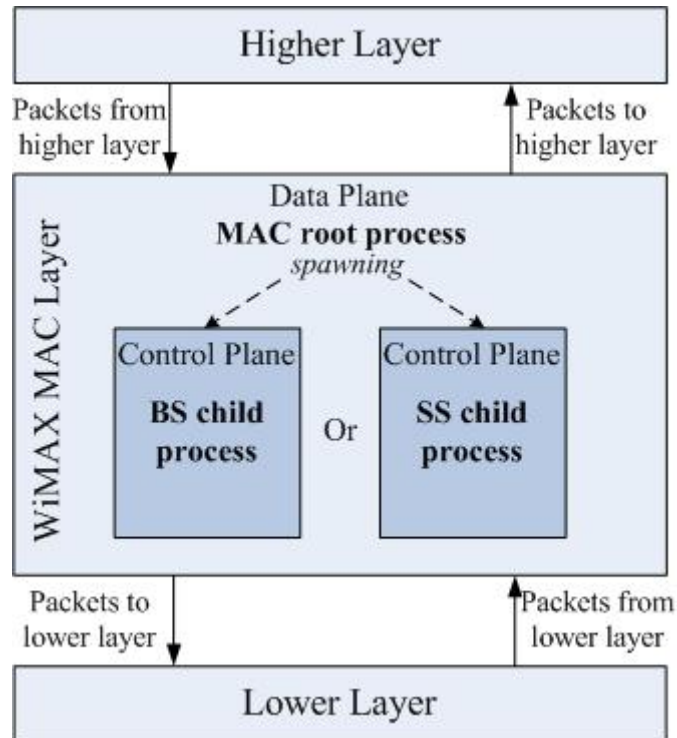 Higher Layer
Packets from
higher layer
Packets to
higher layer
WiMAX MAC Layer
Data Plane
MAC root process
spawning
Control Plane
BS child
process
Or
Control Plane
SS child
process
Packets to
lower layer
Packets from
lower layer
Lower Layer